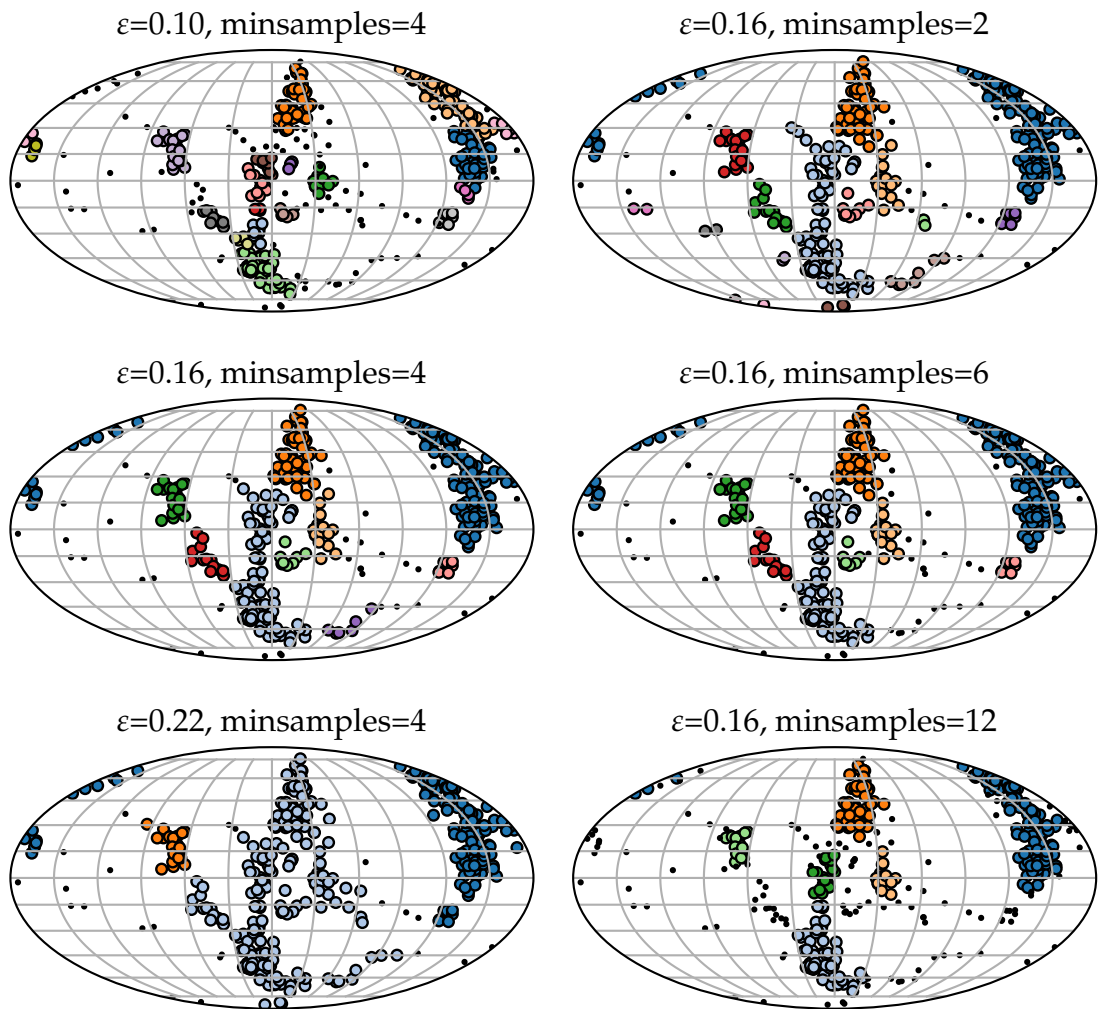 ε=0.10, minsamples=4
ε=0.16, minsamples=2
ε=0.16, minsamples=4
ε=0.16, minsamples=6
ε=0.22, minsamples=4
ε=0.16, minsamples=12